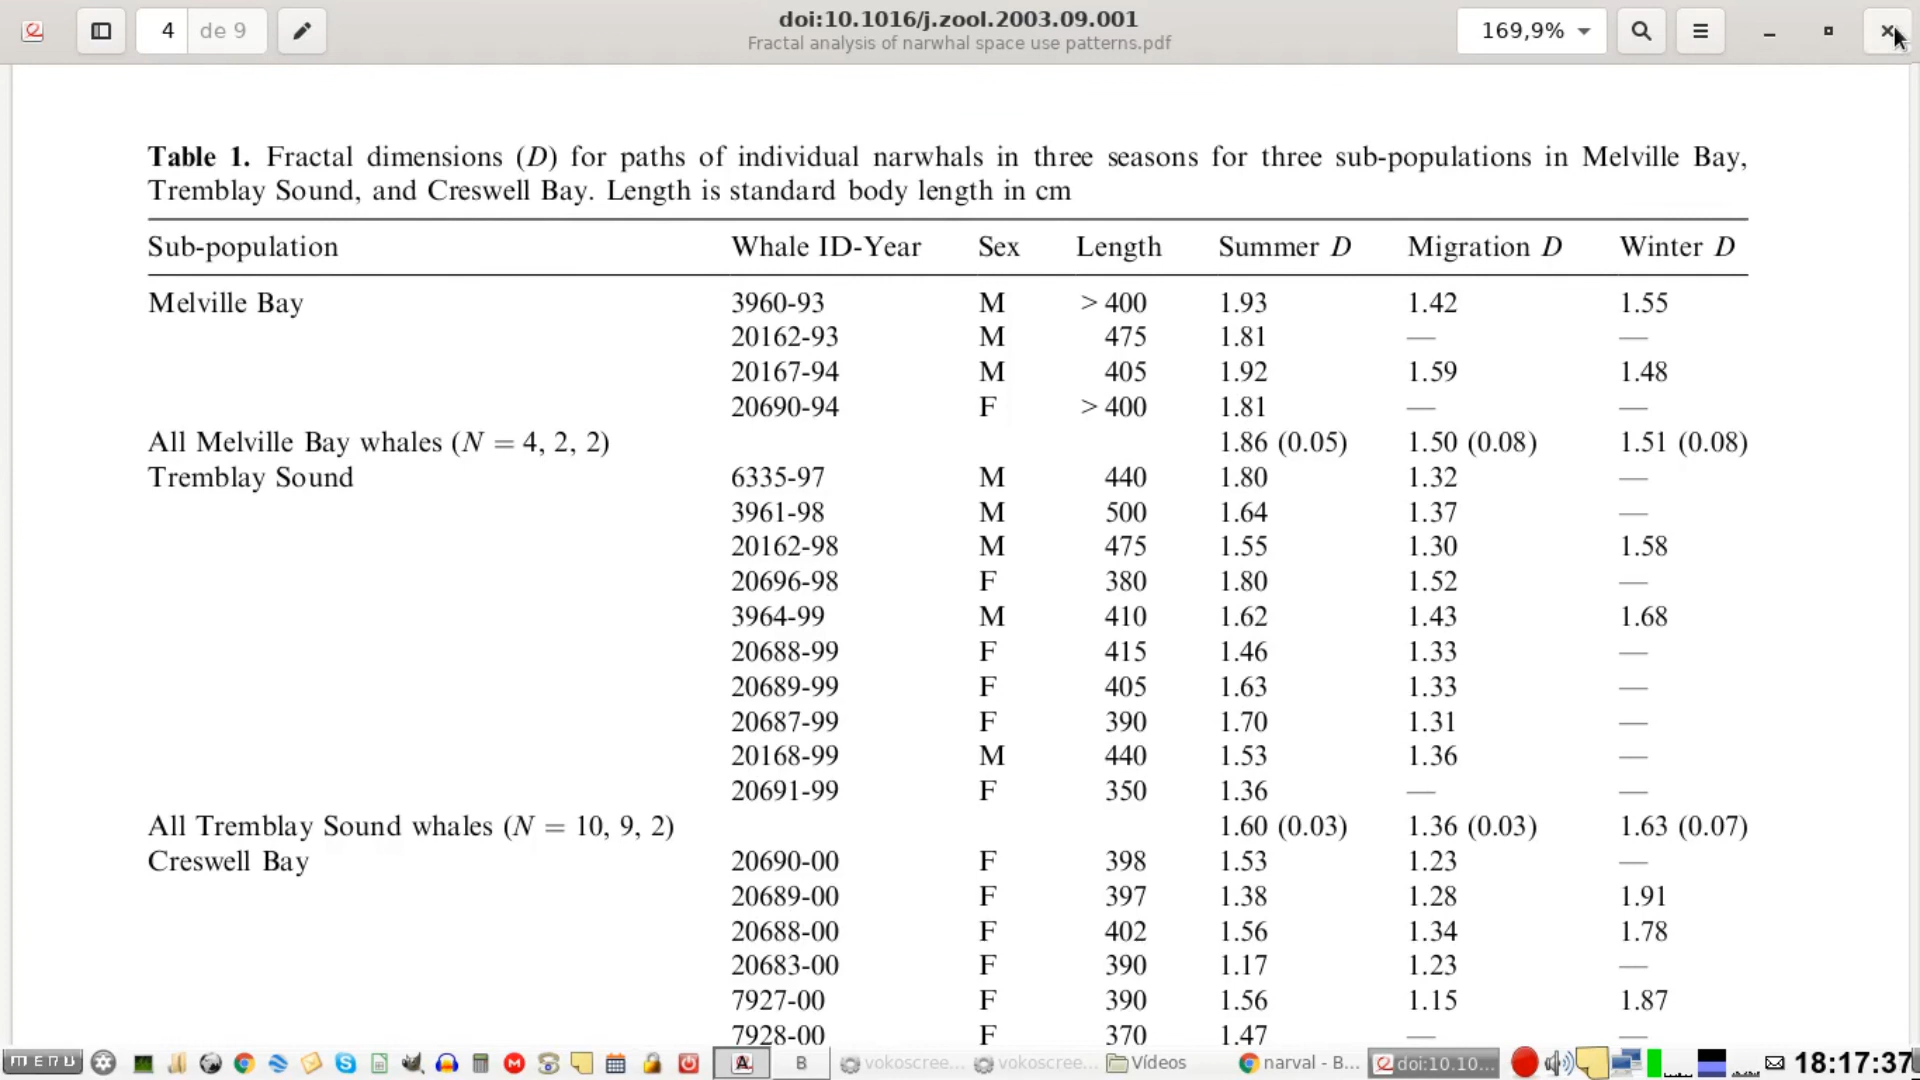 doi:10.1016/j.zool.2003.09.001
4 de 9
Fractal analysis of narwhal space use patterns.pdf
169,9%
Table 1. Fractal dimensions (D) for paths of individual narwhals in three seasons for three sub-populations in Melville Bay,
Tremblay Sound, and Creswell Bay. Length is standard body length in cm
Sub-population Whale ID-Year Sex Length Summer D Migration D Winter D
Melville Bay 3960-93 M >400 1.93 1.42 1.55
20162-93 M 475 1.81 — —
20167-94 M 405 1.92 1.59 1.48
20690-94 F >400 1.81 — —
All Melville Bay whales (N = 4, 2, 2) 1.86 (0.05) 1.50 (0.08) 1.51 (0.08)
Tremblay Sound 6335-97 M 440 1.80 1.32 —
3961-98 M 500 1.64 1.37 —
20162-98 M 475 1.55 1.30 1.58
20696-98 F 380 1.80 1.52 —
3964-99 M 410 1.62 1.43 1.68
20688-99 F 415 1.46 1.33 —
20689-99 F 405 1.63 1.33 —
20687-99 F 390 1.70 1.31 —
20168-99 M 440 1.53 1.36 —
20691-99 F 350 1.36 — —
All Tremblay Sound whales (N = 10, 9, 2) 1.60 (0.03) 1.36 (0.03) 1.63 (0.07)
Creswell Bay 20690-00 F 398 1.53 1.23 —
20689-00 F 397 1.38 1.28 1.91
20688-00 F 402 1.56 1.34 1.78
20683-00 F 390 1.17 1.23 —
7927-00 F 390 1.56 1.15 1.87
7928-00 F 370 1.47 — —
MENU B vokoscree... vokoscree... Vídeos narval - B... doi:10.10... 18:17:37